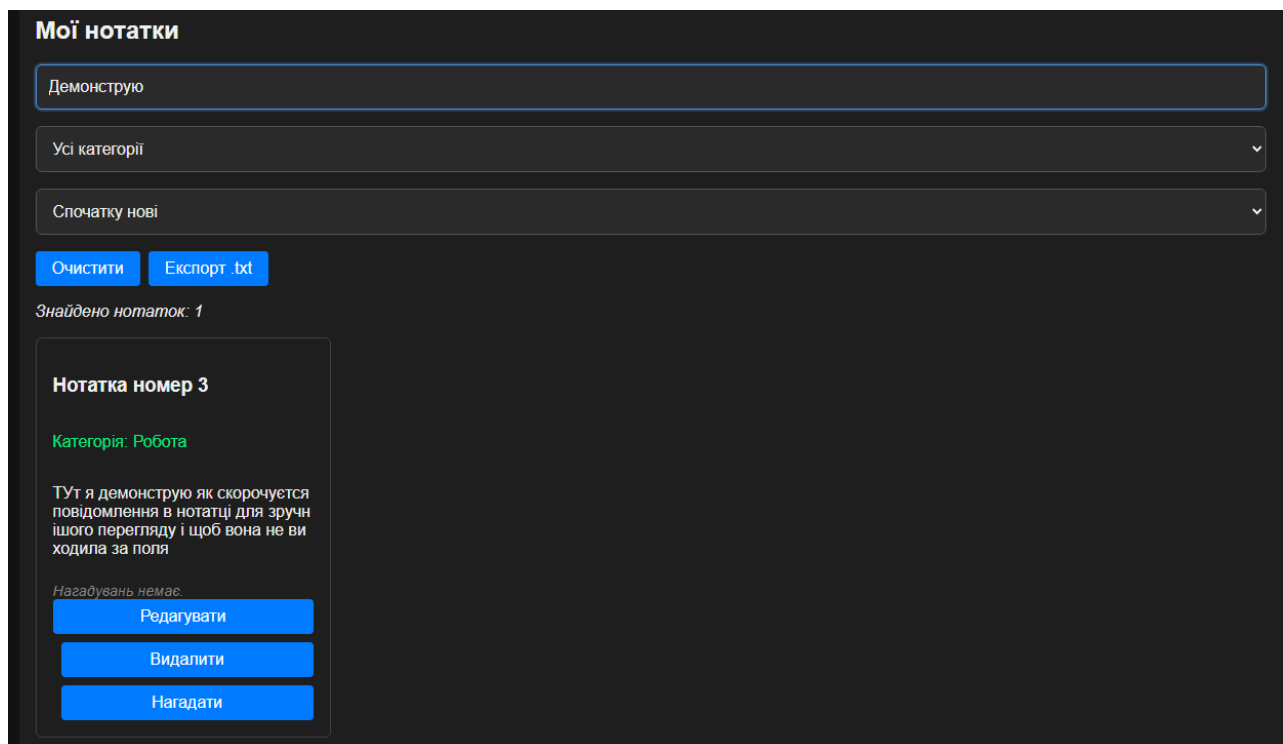 Мої нотатки
Демонструю
Усі категорії
Спочатку нові
Очистити Експорт .txt
Знайдено нотаток: 1
Нотатка номер 3
Категорія: Робота
ТУт я демонструю як скорочуєтся
повідомлення в нотатці для зручн
ішого перегляду і щоб вона не ви
ходила за поля
Нагадувань немає.
Редагувати
Видалити
Нагадати